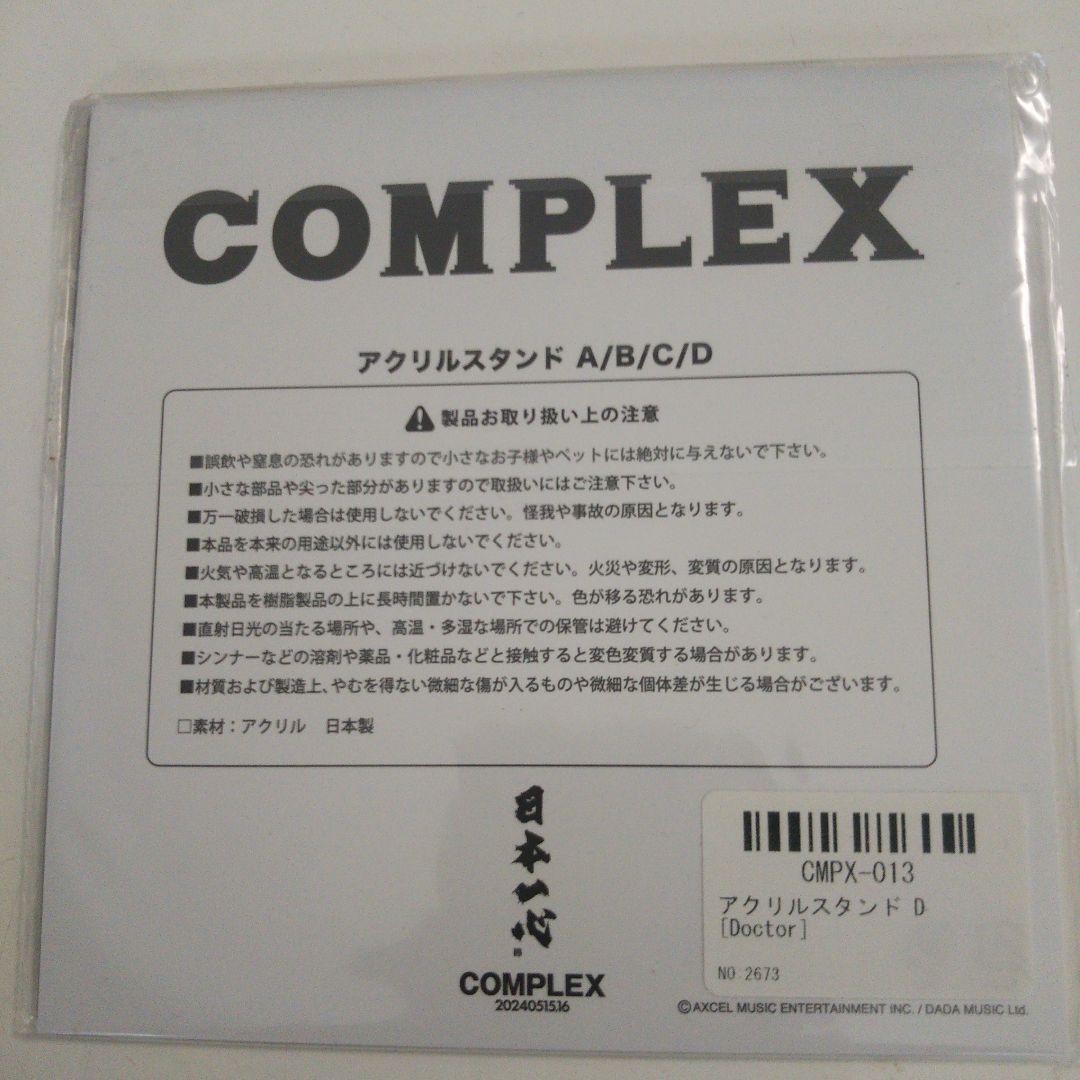 COMPLEX
アクリルスタンド A/B/C/D
製品お取り扱い上の注意
■誤飲や窒息の恐れがありますので小さなお子様やペットには絶対に与えないで下さい。
■小さな部品や尖った部分がありますので取扱いにはご注意下さい。
■万一破損した場合は使用しないでください。怪我や事故の原因となります。
■本品を本来の用途以外には使用しないでください。
■火気や高温となるところには近づけないでください。火災や変形、変質の原因となります。
■本製品を樹脂製品の上に長時間置かないで下さい。色が移る恐れがあります。
■直射日光の当たる場所や、高温・多湿な場所での保管は避けてください。
■シンナーなどの溶剤や薬品・化粧品などと接触すると変色変質する場合があります。
■材質および製造上、やむを得ない微細な傷が入るものや微細な個体差が生じる場合がございます。
□素材：アクリル 日本製
日本一心
COMPLEX
20240515.16
CMPX-013
アクリルスタンド D
[Doctor]
NO 2673
©AXCEL MUSIC ENTERTAINMENT INC. / DADA MUSIC Ltd.